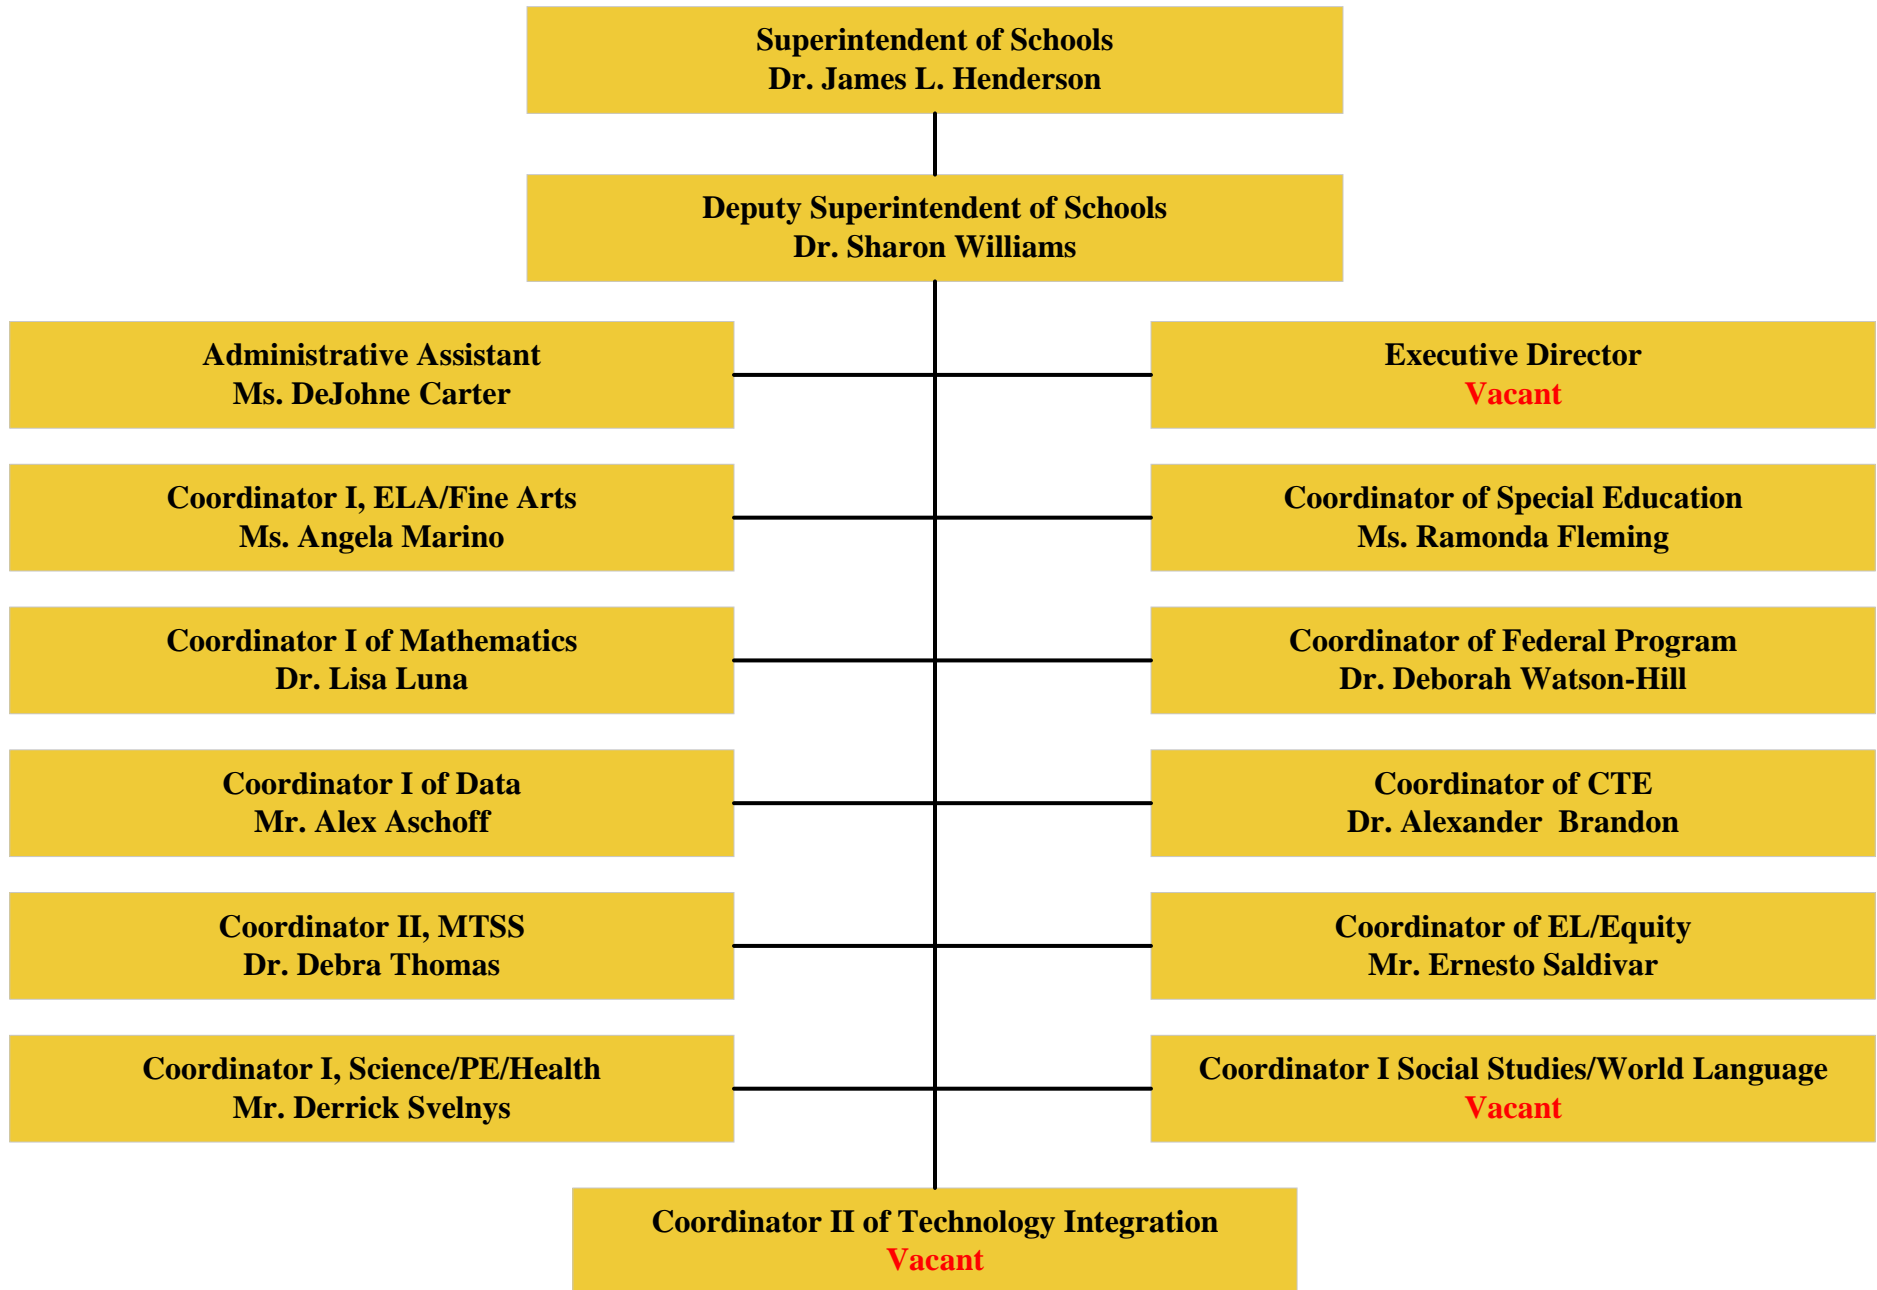 Superintendent of Schools
Dr. James L. Henderson
Deputy Superintendent of Schools
Dr. Sharon Williams
Administrative Assistant
Ms. DeJohne Carter
Executive Director
Vacant
Coordinator I, ELA/Fine Arts
Ms. Angela Marino
Coordinator of Special Education
Ms. Ramonda Fleming
Coordinator I of Mathematics
Dr. Lisa Luna
Coordinator of Federal Program
Dr. Deborah Watson-Hill
Coordinator I of Data
Mr. Alex Aschoff
Coordinator of CTE
Dr. Alexander  Brandon
Coordinator II, MTSS
Dr. Debra Thomas
Coordinator of EL/Equity
Mr. Ernesto Saldivar
Coordinator I, Science/PE/Health
Mr. Derrick Svelnys
Coordinator I Social Studies/World Language
Vacant
Coordinator II of Technology Integration
Vacant